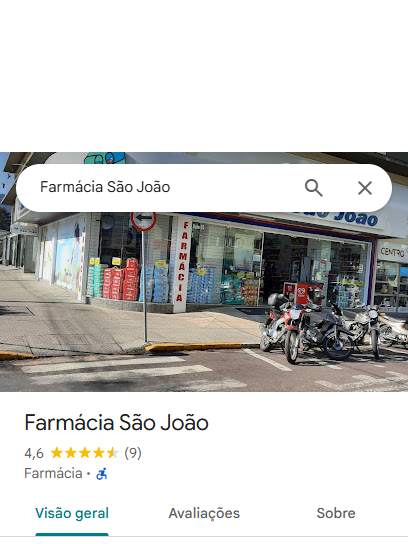 Farmácia São João
São João
FARMÁCIA
CENTRO
Farmácia São João
4,6 (9)
Farmácia ·
Visão geral
Avaliações
Sobre